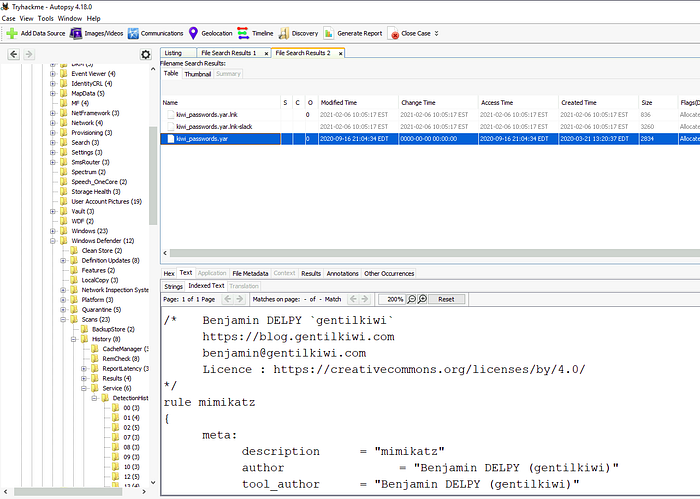 Tryhackme - Autopsy 4.18.0
Case View Tools Window Help
Add Data Source Images/Videos Communications Geolocation Timeline Discovery Generate Report Close Case
Listing File Search Results 1 × File Search Results 2 ×
Filename Search Results:
Table Thumbnail Summary
Name S C O Modified Time Change Time Access Time Created Time Size Flags(D
kiwi_passwords.yar.lnk 0 2021-02-06 10:05:17 EST 2021-02-06 10:05:17 EST 2021-02-06 10:05:17 EST 2021-02-06 10:05:17 EST 836 Allocate
kiwi_passwords.yar.lnk-slack 2021-02-06 10:05:17 EST 2021-02-06 10:05:17 EST 2021-02-06 10:05:17 EST 2021-02-06 10:05:17 EST 3260 Allocate
kiwi_passwords.yar 0 2020-09-16 21:04:34 EDT 0000-00-00 00:00:00 2020-09-16 21:04:34 EDT 2020-03-21 13:20:37 EDT 2834 Allocate
Event Viewer (4)
IdentityCRL (2)
MapData (5)
MF (4)
NetFramework (3)
Network (4)
Provisioning (3)
Search (3)
Settings (3)
SmsRouter (3)
Spectrum (2)
Speech_OneCore (2)
Storage Health (3)
User Account Pictures (19)
Vault (3)
WDF (2)
Windows (23)
Windows Defender (12)
Clean Store (2)
Definition Updates (8)
Features (2)
LocalCopy (3)
Network Inspection System
Platform (3)
Quarantine (5)
Scans (23)
BackupStore (2)
History (8)
CacheManager (3)
RemCheck (8)
ReportLatency (3)
Results (4)
Service (6)
DetectionHist
00 (3)
01 (4)
02 (5)
07 (3)
08 (3)
09 (3)
10 (3)
12 (5)
Hex Text Application File Metadata Context Results Annotations Other Occurrences
Strings Indexed Text Translation
Page: 1 of 1 Page Matches on page: - of - Match 200% Reset
/* Benjamin DELPY `gentilkiwi`
https://blog.gentilkiwi.com
benjamin@gentilkiwi.com
Licence : https://creativecommons.org/licenses/by/4.0/
*/
rule mimikatz
{
meta:
description = "mimikatz"
author = "Benjamin DELPY (gentilkiwi)"
tool_author = "Benjamin DELPY (gentilkiwi)"